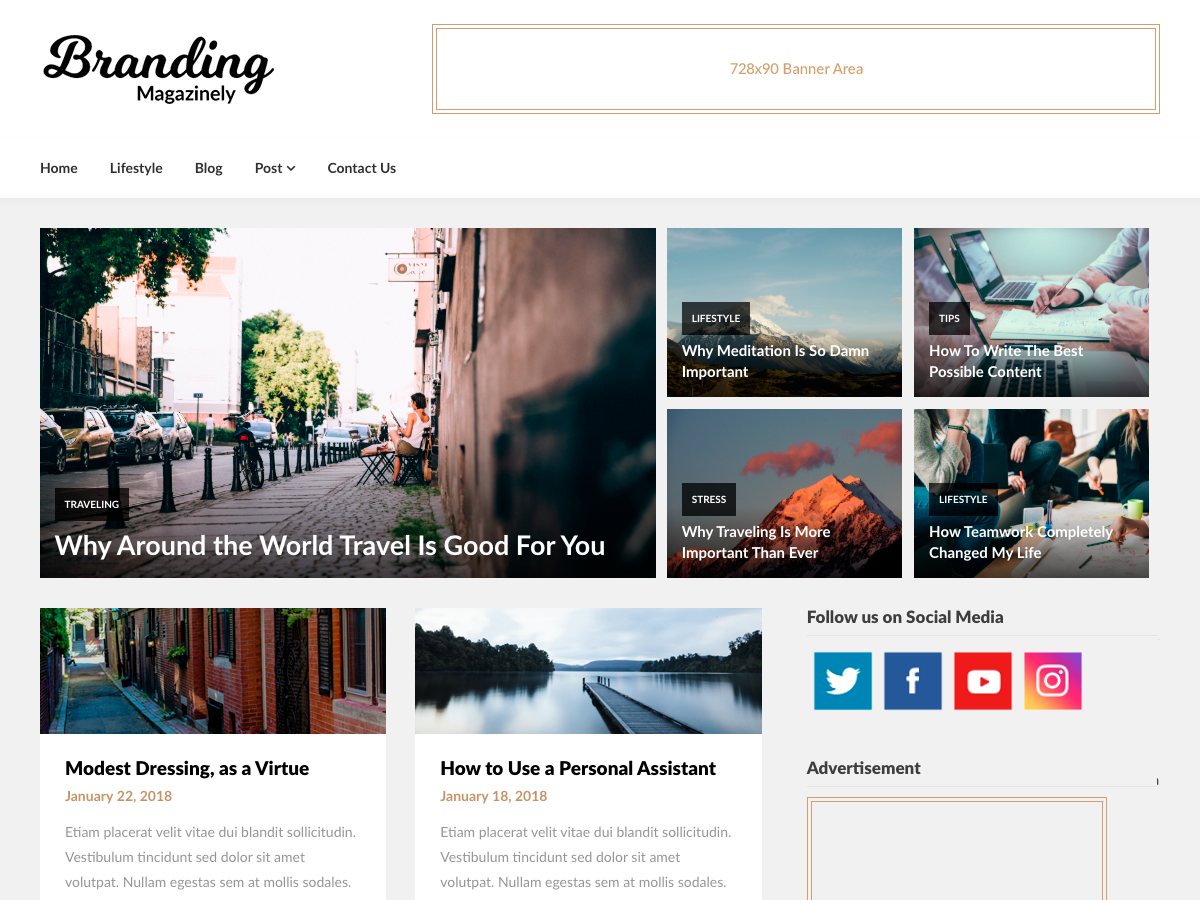 Branding
Magazinely
728x90 Banner Area
Home Lifestyle Blog Post Contact Us
TRAVELING
Why Around the World Travel Is Good For You
LIFESTYLE
Why Meditation Is So Damn
Important
TIPS
How To Write The Best
Possible Content
STRESS
Why Traveling Is More
Important Than Ever
LIFESTYLE
How Teamwork Completely
Changed My Life
Modest Dressing, as a Virtue
January 22, 2018
Etiam placerat velit vitae dui blandit sollicitudin.
Vestibulum tincidunt sed dolor sit amet
volutpat. Nullam egestas sem at mollis sodales.
How to Use a Personal Assistant
January 18, 2018
Etiam placerat velit vitae dui blandit sollicitudin.
Vestibulum tincidunt sed dolor sit amet
volutpat. Nullam egestas sem at mollis sodales.
Follow us on Social Media
Advertisement